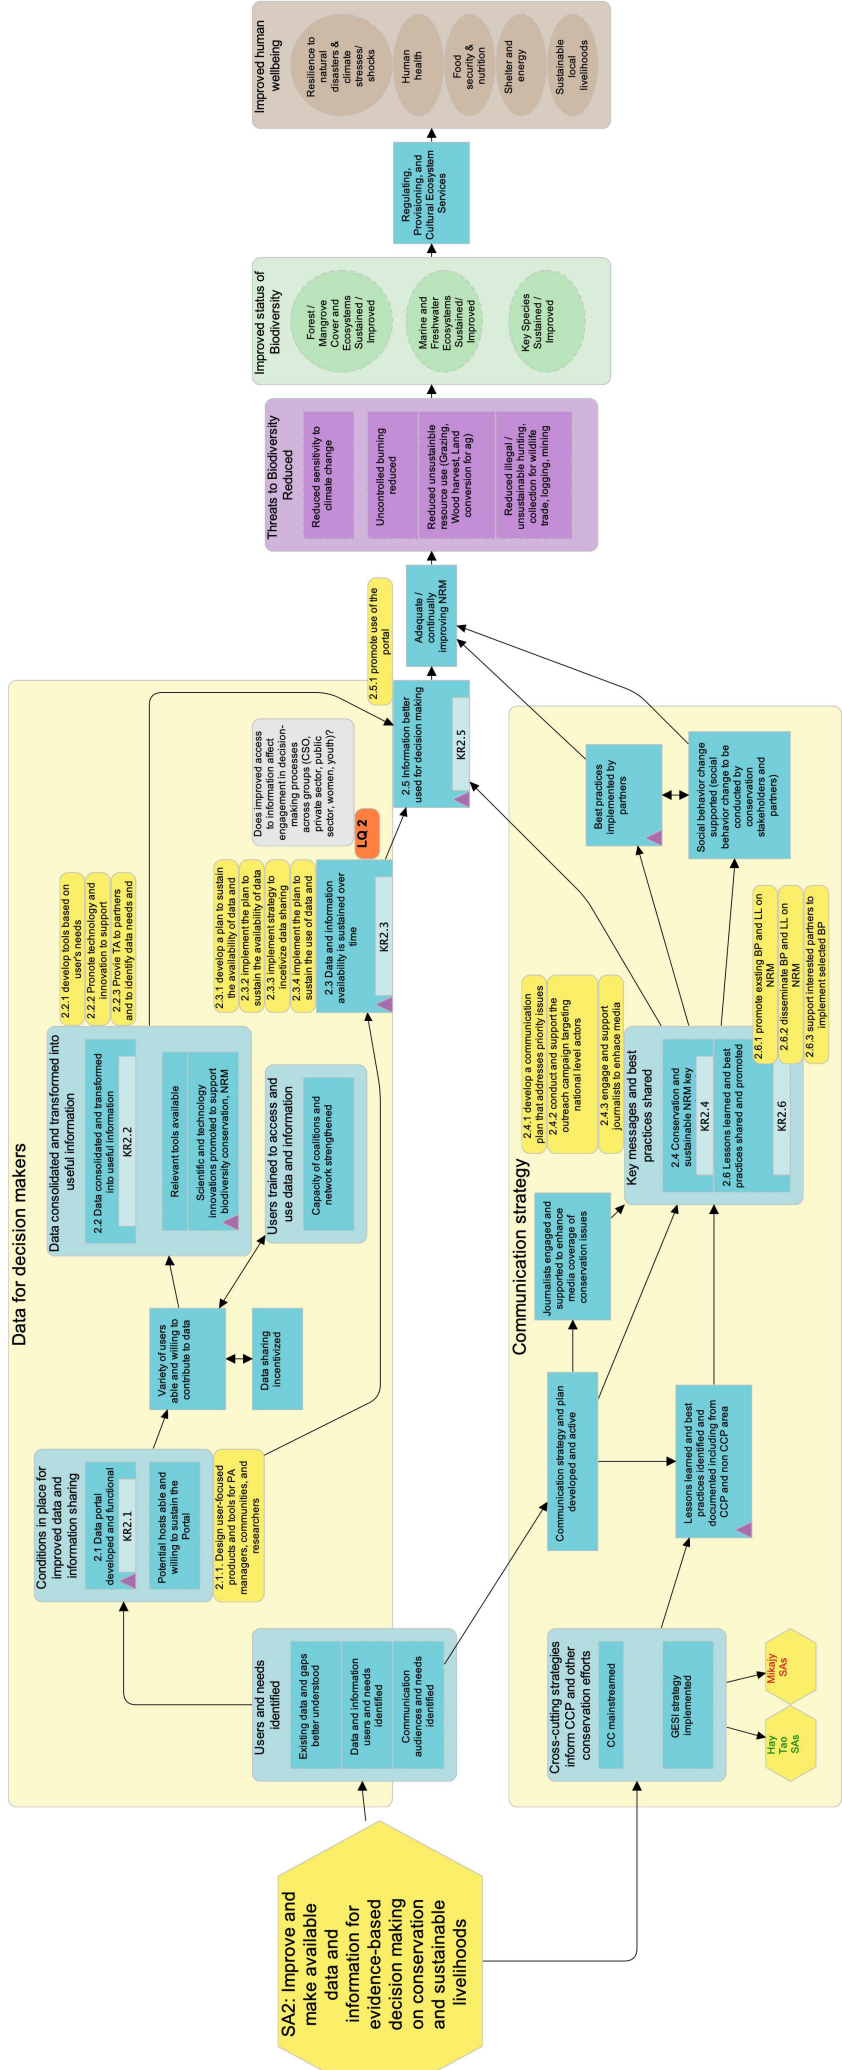 SA2: Improve and
make available
data and
information for
evidence-based
decision making
on conservation
and sustainable
livelihoods
Data for decision makers
Users and needs
identified
Existing data and gaps
better understood
Data and information
users and needs
identified
Communication
audiences and needs
identified
Conditions in place for
improved data and
information sharing
2.1 Data portal
developed and functional
KR2.1
Potential hosts able and
willing to sustain the
Portal
2.1.1. Design user-focused
products and tools for PA
managers, communities, and
researchers
Variety of users
able and willing to
contribute to data
Data sharing
incentivized
Data consolidated and transformed into
useful information
2.2 Data consolidated and transformed
into useful information
KR2.2
Relevant tools available
Scientific and technology
innovations promoted to support
biodiversity conservation, NRM
Users trained to access and
use data and information
Capacity of coalitions and
network strengthened
2.2.1 develop tools based on
user's needs
2.2.2 Pronote technology and
innovation to support
2.2.3 Provie TA to partners
and to identify data needs and
2.3.1 develop a plan to sustain
the availability of data and
2.3.2 implement the plan to
sustain the availability of data
2.3.3 implement strategy to
incetivize data sharing
2.3.4 implement the plan to
sustain the use of data and
2.3 Data and information
availability is sustained over
time
KR2.3
LQ 2
Does improved access
to information affect
engagement in decision-
making processes
across groups (CSO,
private sector, public
sector, women, youth)?
2.5.1 promote use of the
portal
2.5 Information better
used for decision making
KR2.5
Communication strategy
Cross-cutting strategies
inform CCP and other
conservation efforts
CC mainstreamed
GESI strategy
implemented
Hay
Tao
SAs
Mikajy
SAs
Communication strategy and plan
developed and active
Lessons learned and best
practices identified and
documented including from
CCP and non CCP area
Journalists engaged and
supported to enhance
media coverage of
conservation issues
2.4.1 develop a communication
plan that addresses priority issues
2.4.2 conduct and support the
outreach campaign targeting
national level actors
2.4.3 engage and support
journalists to enhace media
Key messages and best
practices shared
2.4 Conservation and
sustainable NRM key
KR2.4
2.6 Lessons learned and best
practices shared and promoted
KR2.6
2.6.1 promote existing BP and LL on
NRM
2.6.2 disseminate BP and LL on
NRM
2.6.3 support interested partners to
implement selected BP
Best practices
implemented by
partners
Social behavior change
supported (social
behavior change to be
conducted by
conservation
stakeholders and
partners)
Adequate /
continually
improving NRM
Threats to Biodiversity
Reduced
Reduced sensitivity to
climate change
Uncontrolled burning
reduced
Reduced unsustainble
resource use (Grazing,
Wood harvest, Land
conversion for ag)
Reduced illegal /
unsustainable hunting,
collection for wildlife
trade, logging, mining
Improved status of
Biodiversity
Forest /
Mangrove
Cover and
Ecosystems
Sustained /
Improved
Marine and
Freshwater
Ecosystems
Sustained/
Improved
Key Species
Sustained /
Improved
Regulating,
Provisioning, and
Cultural Ecosystem
Services
Improved human
wellbeing
Resilience to
natural
disasters &
climate
stresses/
shocks
Human
health
Food
security &
nutrition
Shelter and
energy
Sustainable
local
livelihoods